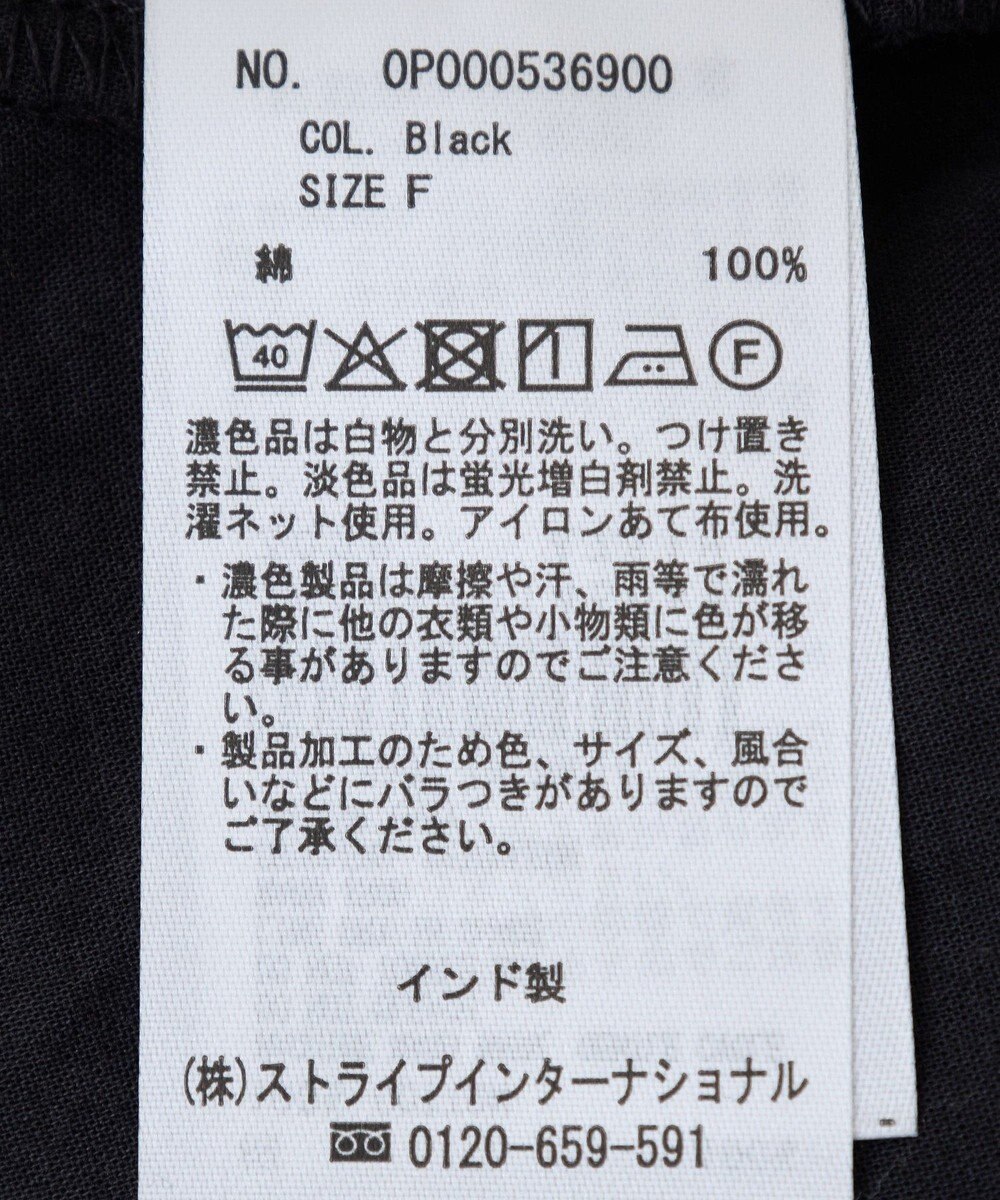 NO. OP000536900
COL. Black
SIZE F
綿 100%
40
F
濃色品は白物と分別洗い。つけ置き
禁止。淡色品は蛍光増白剤禁止。洗
濯ネット使用。アイロンあて布使用。
・濃色製品は摩擦や汗、雨等で濡れ
た際に他の衣類や小物類に色が移
る事がありますのでご注意くださ
い。
・製品加工のため色、サイズ、風合
いなどにバラつきがありますので
ご了承ください。
インド製
(株)ストライプインターナショナル
0120-659-591